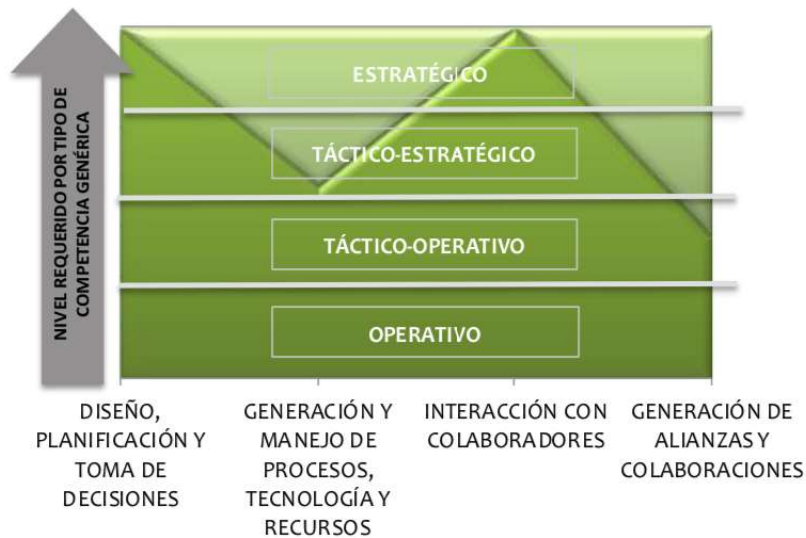 NIVEL REQUERIDO POR TIPO DE
COMPETENCIA GENÉRICA
ESTRATÉGICO
TÁCTICO-ESTRATÉGICO
TÁCTICO-OPERATIVO
OPERATIVO
DISEÑO,
PLANIFICACIÓN Y
TOMA DE
DECISIONES
GENERACIÓN Y
MANEJO DE
PROCESOS,
TECNOLOGÍA Y
RECURSOS
INTERACCIÓN CON
COLABORADORES
GENERACIÓN DE
ALIANZAS Y
COLABORACIONES